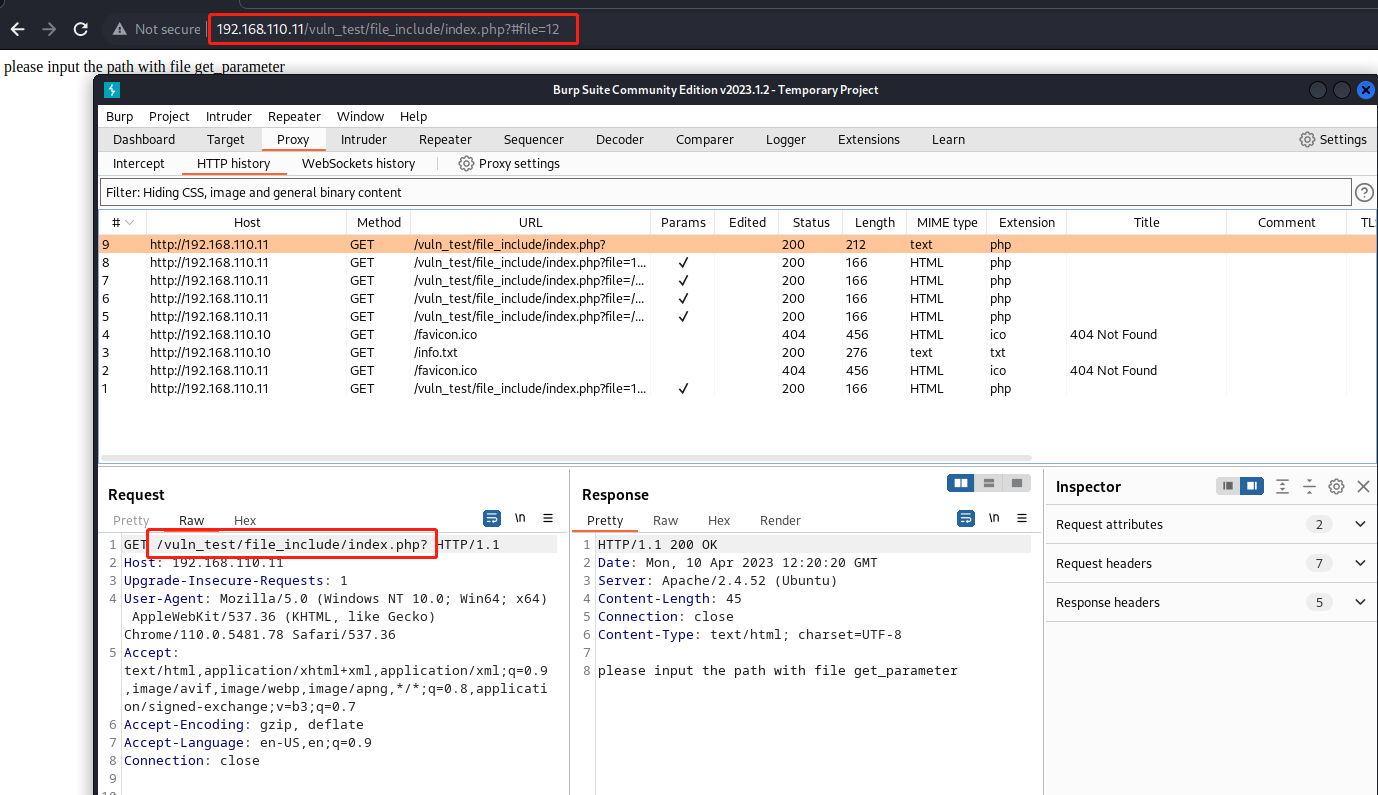 Not secure 192.168.110.11/vuln_test/file_include/index.php?#file=12
please input the path with file get_parameter
Burp Suite Community Edition v2023.1.2 - Temporary Project
Burp Project Intruder Repeater Window Help
Dashboard Target Proxy Intruder Repeater Sequencer Decoder Comparer Logger Extensions Learn Settings
Intercept HTTP history WebSockets history Proxy settings
Filter: Hiding CSS, image and general binary content ?
# Host Method URL Params Edited Status Length MIME type Extension Title Comment TL
9 http://192.168.110.11 GET /vuln_test/file_include/index.php? 200 212 text php
8 http://192.168.110.11 GET /vuln_test/file_include/index.php?file=1... ✓ 200 166 HTML php
7 http://192.168.110.11 GET /vuln_test/file_include/index.php?file=/... ✓ 200 166 HTML php
6 http://192.168.110.11 GET /vuln_test/file_include/index.php?file=/... ✓ 200 166 HTML php
5 http://192.168.110.11 GET /vuln_test/file_include/index.php?file=/... ✓ 200 166 HTML php
4 http://192.168.110.10 GET /favicon.ico 404 456 HTML ico 404 Not Found
3 http://192.168.110.10 GET /info.txt 200 276 text txt
2 http://192.168.110.11 GET /favicon.ico 404 456 HTML ico 404 Not Found
1 http://192.168.110.11 GET /vuln_test/file_include/index.php?file=1... ✓ 200 166 HTML php
Request
Pretty Raw Hex \n
1 GET /vuln_test/file_include/index.php? HTTP/1.1
2 Host: 192.168.110.11
3 Upgrade-Insecure-Requests: 1
4 User-Agent: Mozilla/5.0 (Windows NT 10.0; Win64; x64)
AppleWebKit/537.36 (KHTML, like Gecko)
Chrome/110.0.5481.78 Safari/537.36
5 Accept:
text/html,application/xhtml+xml,application/xml;q=0.9
,image/avif,image/webp,image/apng,*/*;q=0.8,applicati
on/signed-exchange;v=b3;q=0.7
6 Accept-Encoding: gzip, deflate
7 Accept-Language: en-US,en;q=0.9
8 Connection: close
9
Response
Pretty Raw Hex Render \n
1 HTTP/1.1 200 OK
2 Date: Mon, 10 Apr 2023 12:20:20 GMT
3 Server: Apache/2.4.52 (Ubuntu)
4 Content-Length: 45
5 Connection: close
6 Content-Type: text/html; charset=UTF-8
7
8 please input the path with file get_parameter
Inspector
Request attributes 2
Request headers 7
Response headers 5